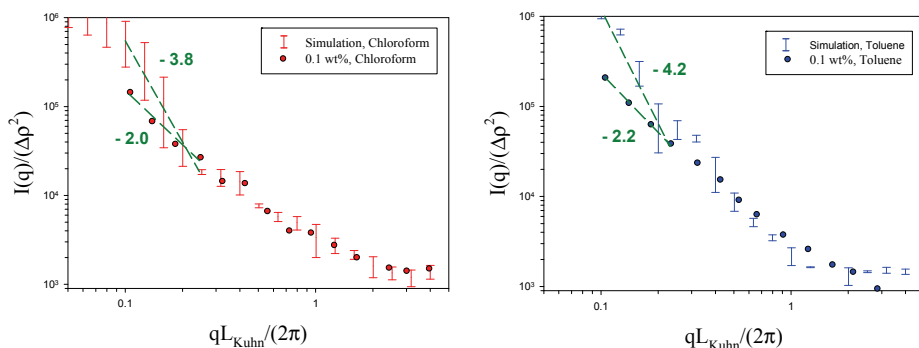 10⁶
10⁵
10⁴
10³
I(q)/(Δρ²)
- 3.8
- 2.0
Simulation, Chloroform
0.1 wt%, Chloroform
0.1
1
qL_Kuhn/(2π)
10⁶
10⁵
10⁴
10³
I(q)/(Δρ²)
- 4.2
- 2.2
Simulation, Toluene
0.1 wt%, Toluene
0.1
1
qL_Kuhn/(2π)